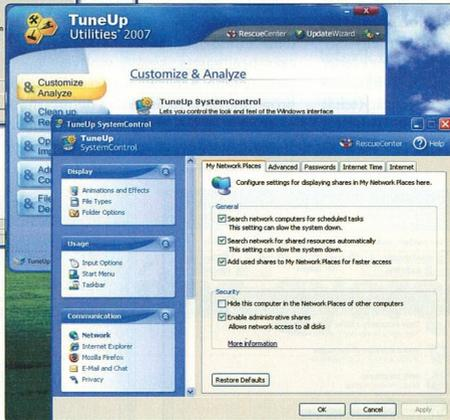 TuneUp
Utilities 2007
RescueCenter UpdateWizard
Customize & Analyze
& Customize
Analyze
TuneUp SystemControl
Lets you control the look and feel of the Windows interface
& Clean up
&
&
& File
TuneUp
TuneUp SystemControl
TuneUp
SystemControl
RescueCenter Help
Display
Animations and Effects
File Types
Folder Options
Usage
Input Options
Start Menu
Taskbar
Communication
Network
Internet Explorer
Mozilla Firefox
E-Mail and Chat
Privacy
My Network Places Advanced Passwords Internet Time Internet
Configure settings for displaying shares in My Network Places here.
General
Search network computers for scheduled tasks
This setting can slow the system down.
Search network for shared resources automatically
This setting can slow the system down.
Add used shares to My Network Places for faster access
Security
Hide this computer in the Network Places of other computers
Enable administrative shares
Allows network access to all disks
More information
Restore Defaults
OK Cancel Apply